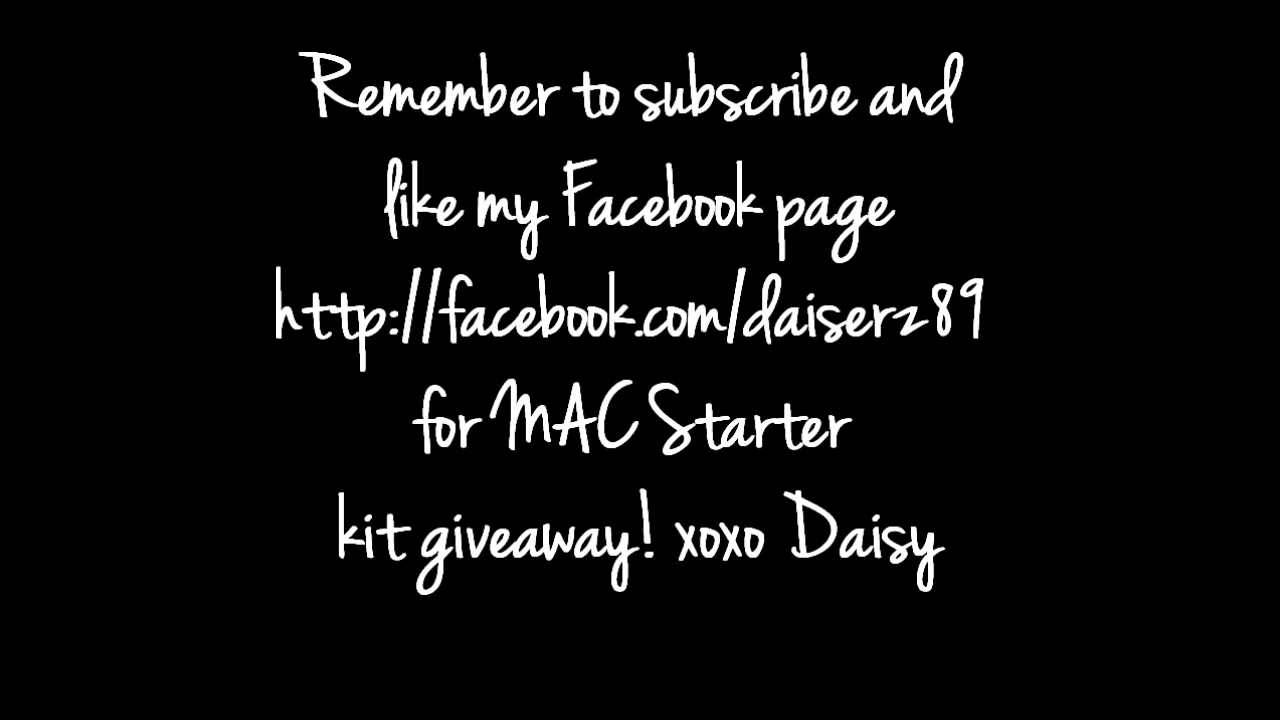 Remember to subscribe and
like my Facebook page
http://facebook.com/daiserz89
for MAC Starter
kit giveaway! xoxo Daisy